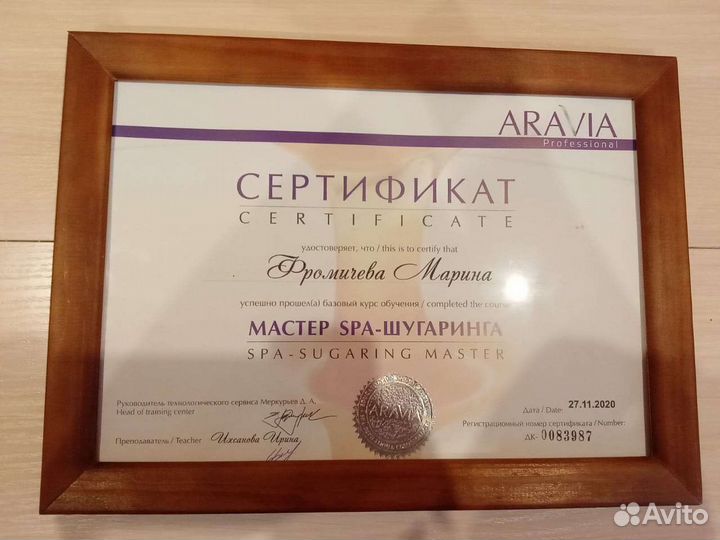 ARAVIA
Professional
СЕРТИФИКАТ
CERTIFICATE
удостоверяет, что / this is to certify that
Фромичева Марина
успешно прошел(а) базовый курс обучения / completed the course
МАСТЕР SPA-ШУГАРИНГА
SPA-SUGARING MASTER
Руководитель технологического сервиса Меркурьев Д. А.
Head of training center
Преподаватель / Teacher Ихсанова Ирина
ARAVIA
Дата / Date: 27.11.2020
Регистрационный номер сертификата / Number:
ДК- 0083987
Avito